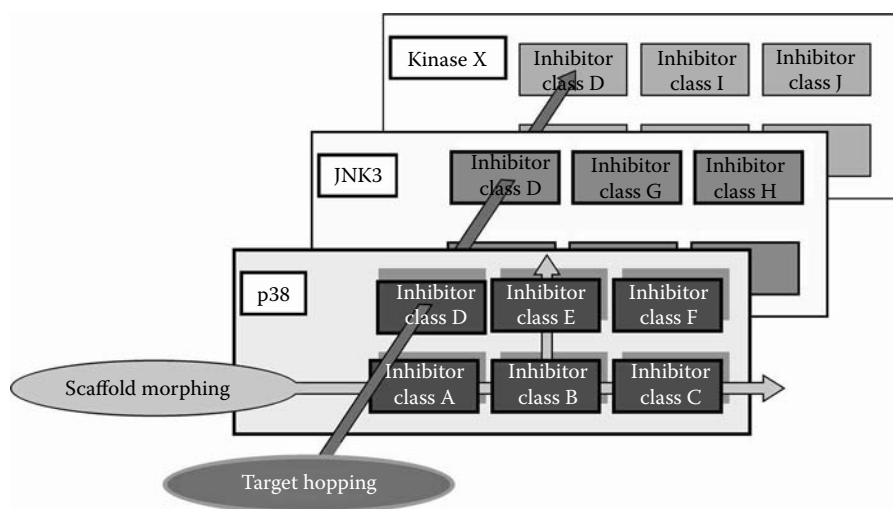 Kinase X
Inhibitor
class D
Inhibitor
class I
Inhibitor
class J
JNK3
Inhibitor
class D
Inhibitor
class G
Inhibitor
class H
p38
Inhibitor
class D
Inhibitor
class E
Inhibitor
class F
Scaffold morphing
Inhibitor
class A
Inhibitor
class B
Inhibitor
class C
Target hopping